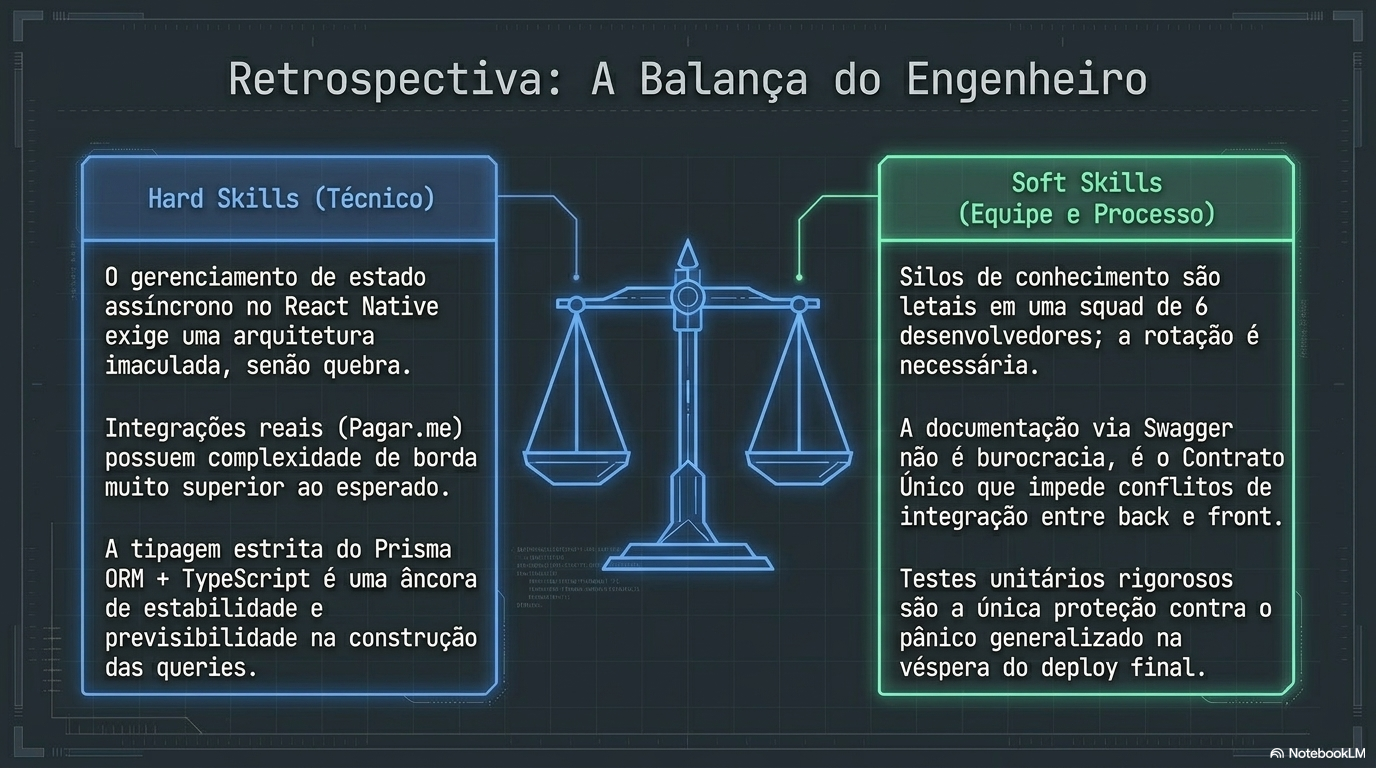 Retrospectiva: A Balança do Engenheiro
Hard Skills (Técnico)
O gerenciamento de estado
assíncrono no React Native
exige uma arquitetura
imaculada, senão quebra.
Integrações reais (Pagar.me)
possuem complexidade de borda
muito superior ao esperado.
A tipagem estrita do Prisma
ORM + TypeScript é uma âncora
de estabilidade e
previsibilidade na construção
das queries.
Soft Skills
(Equipe e Processo)
Silos de conhecimento são
letais em uma squad de 6
desenvolvedores; a rotação é
necessária.
A documentação via Swagger
não é burocracia, é o Contrato
Único que impede conflitos de
integração entre back e front.
Testes unitários rigorosos
são a única proteção contra o
pânico generalizado na
véspera do deploy final.
NotebookLM